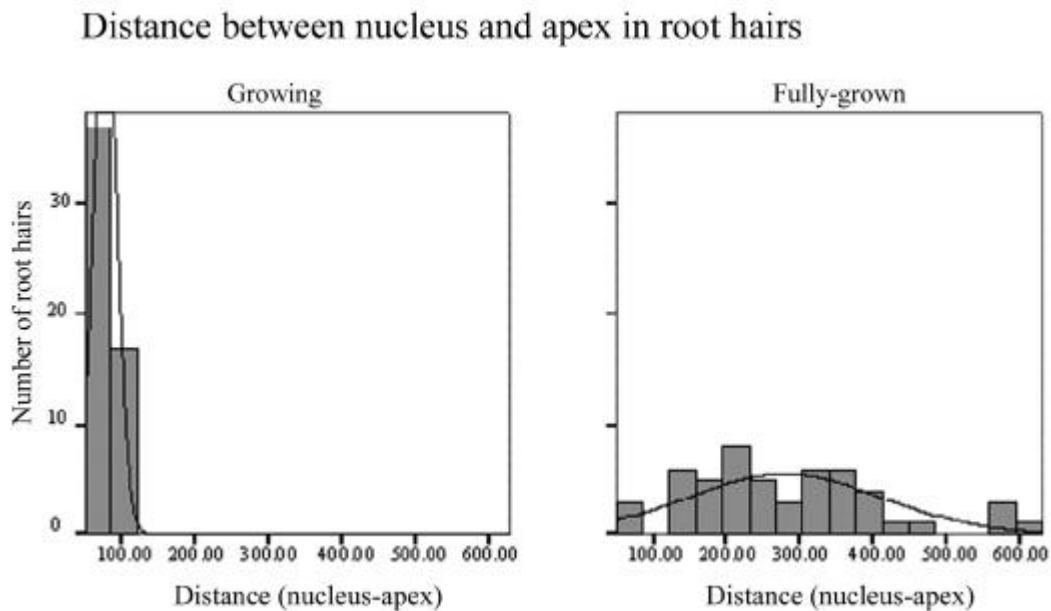 Distance between nucleus and apex in root hairs
Growing
Fully-grown
Number of root hairs
30
20
10
0
100.00 200.00 300.00 400.00 500.00 600.00
100.00 200.00 300.00 400.00 500.00 600.00
Distance (nucleus-apex)
Distance (nucleus-apex)